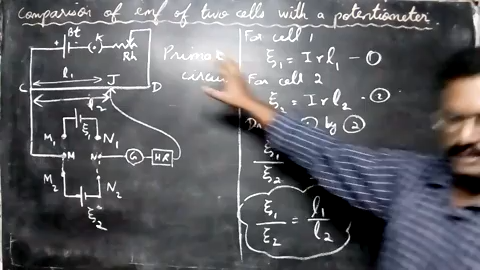 Comparison of emf of two cells with a potentiometer.
Bt
K
Rh
Prima
circui
l₁
J
C
D
l₂
ξ₁
M₁
N₁
M
N
G
HR
M₂
N₂
ξ₂
For cell 1
ξ₁ = I r l₁ — ①
For cell 2
ξ₂ = I r l₂ - ②
by ②
ξ₁
ξ₂
ξ₁/ξ₂ = l₁/l₂